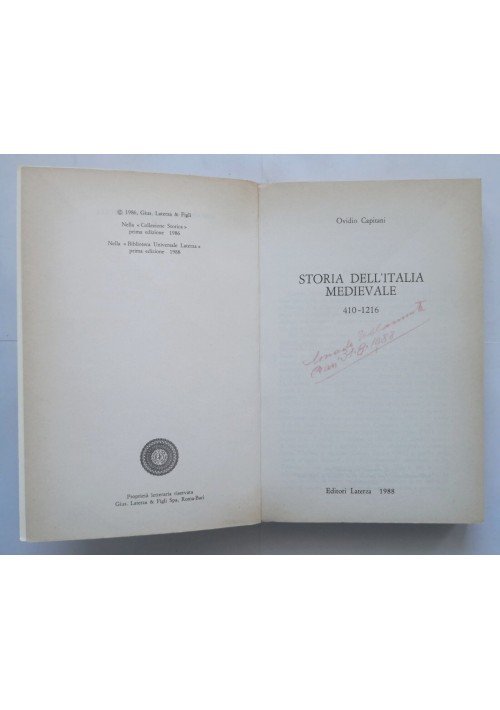 © 1986, Gius. Laterza & Figli
Nella « Collezione Storica »
prima edizione 1986
Nella « Biblioteca Universale Laterza »
prima edizione 1988
Proprietà letteraria riservata
Gius. Laterza & Figli Spa, Roma-Bari
Ovidio Capitani
STORIA DELL'ITALIA
MEDIEVALE
410-1216
Editori Laterza 1988